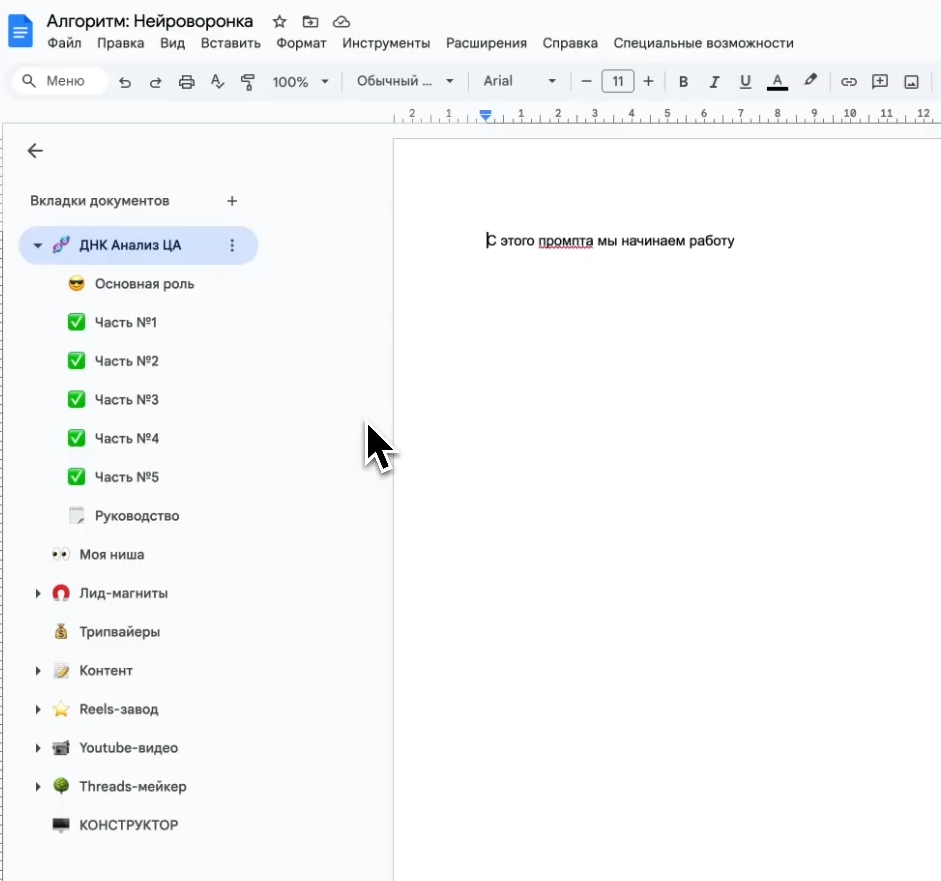 Алгоритм: Нейроворонка
Файл Правка Вид Вставить Формат Инструменты Расширения Справка Специальные возможности
Меню 100% Обычный ... Arial 11 B I U A
2 1 1 2 3 4 5 6 7 8 9 10 11 12
Вкладки документов
ДНК Анализ ЦА
С этого промпта мы начинаем работу
Основная роль
Часть №1
Часть №2
Часть №3
Часть №4
Часть №5
Руководство
Моя ниша
Лид-магниты
Трипвайеры
Контент
Reels-завод
Youtube-видео
Threads-мейкер
КОНСТРУКТОР